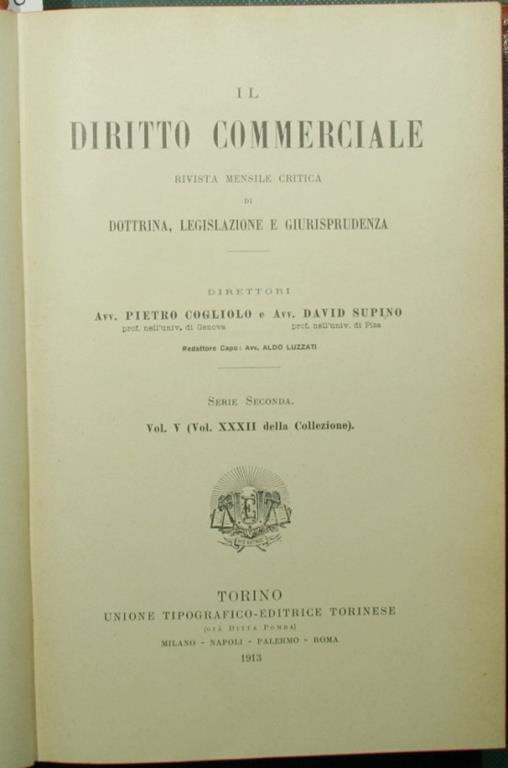 IL
DIRITTO COMMERCIALE
RIVISTA MENSILE CRITICA
DI
DOTTRINA, LEGISLAZIONE E GIURISPRUDENZA
DIRETTORI
Avv. PIETRO COGLIOLO e Avv. DAVID SUPINO
prof. nell'univ. di Genova prof. nell'univ. di Pisa
Redattore Capo: Avv. ALDO LUZZATI
SERIE SECONDA.
Vol. V (Vol. XXXII della Collezione).
TORINO
UNIONE TIPOGRAFICO-EDITRICE TORINESE
(GIÀ DITTA POMBA)
MILANO - NAPOLI - PALERMO - ROMA
1913